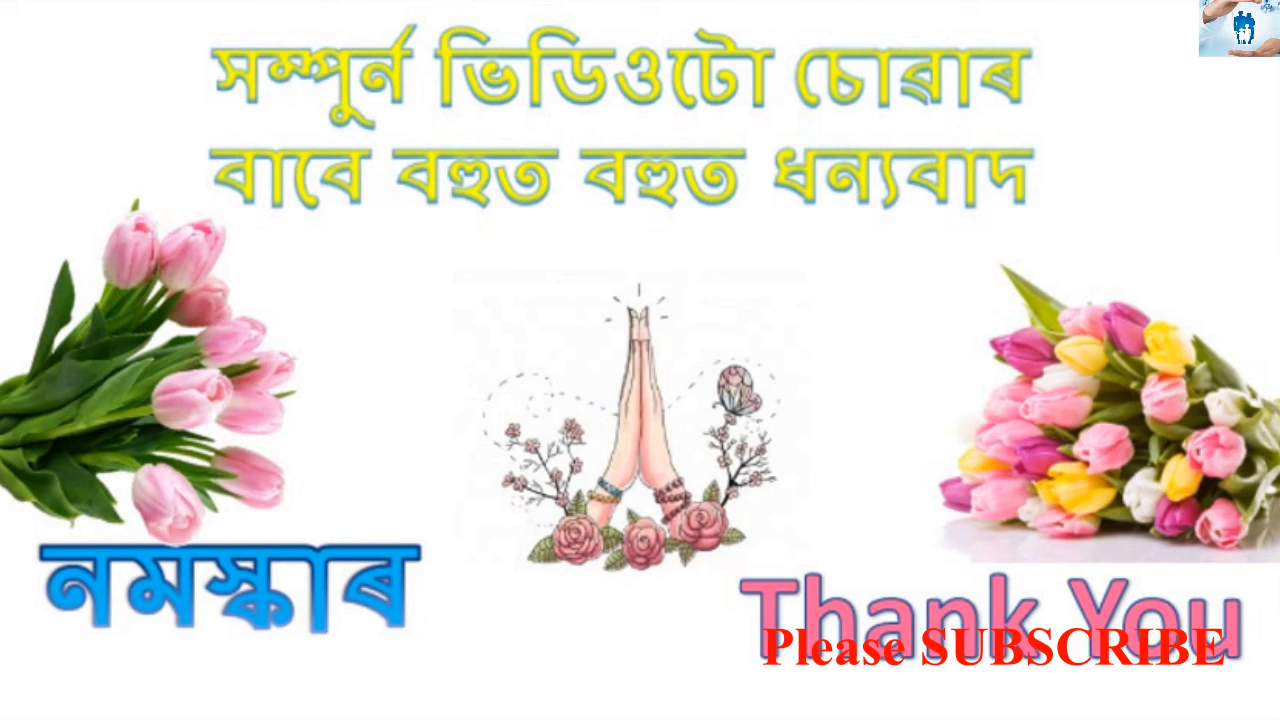 সম্পুৰ্ন ভিডিওটো চোৱাৰ
বাবে বহুত বহুত ধন্যবাদ
নমস্কাৰ
Thank You
Please SUBSCRIBE